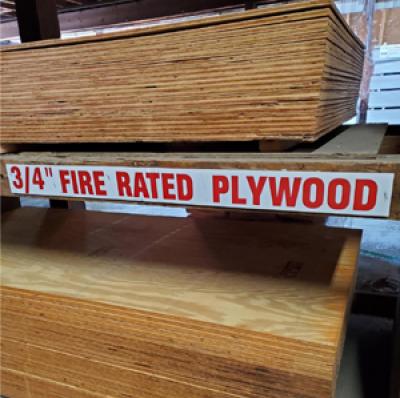 3/4" FIRE RATED PLYWOOD